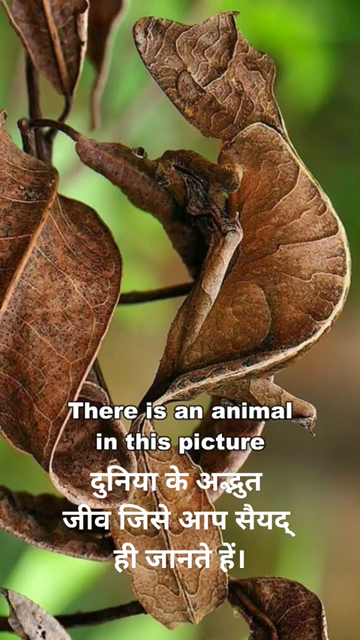 There is an animal
in this picture
दुनिया के अद्भुत
जीव जिसे आप सैयद्
ही जानते हें।